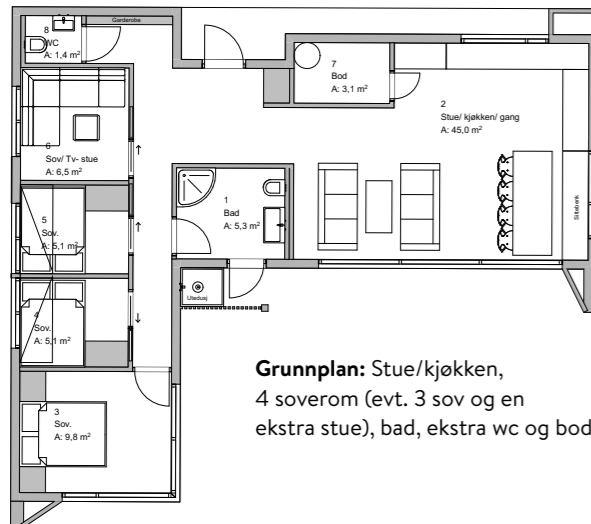 Garderobe
8
WC
A: 1,4 m²
7
Bod
A: 3,1 m²
2
Stue/ kjøkken/ gang
A: 45,0 m²
6
Sov/ Tv- stue
A: 6,5 m²
1
Bad
A: 5,3 m²
Sittebenk
5
Sov.
A: 5,1 m²
4
Sov.
A: 5,1 m²
Utedusj
3
Sov.
A: 9,8 m²
Grunnplan: Stue/kjøkken,
4 soverom (evt. 3 sov og en
ekstra stue), bad, ekstra wc og bod